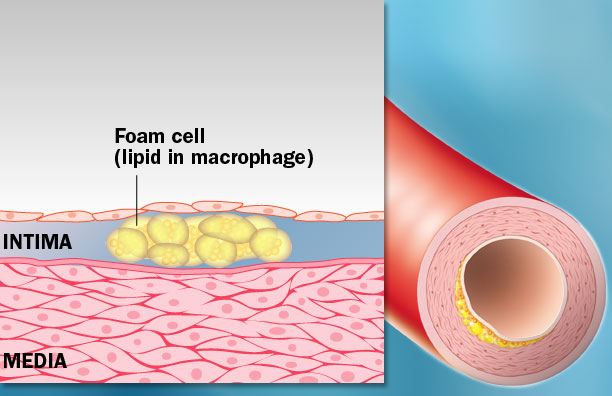 Foam cell
(lipid in macrophage)
INTIMA
MEDIA